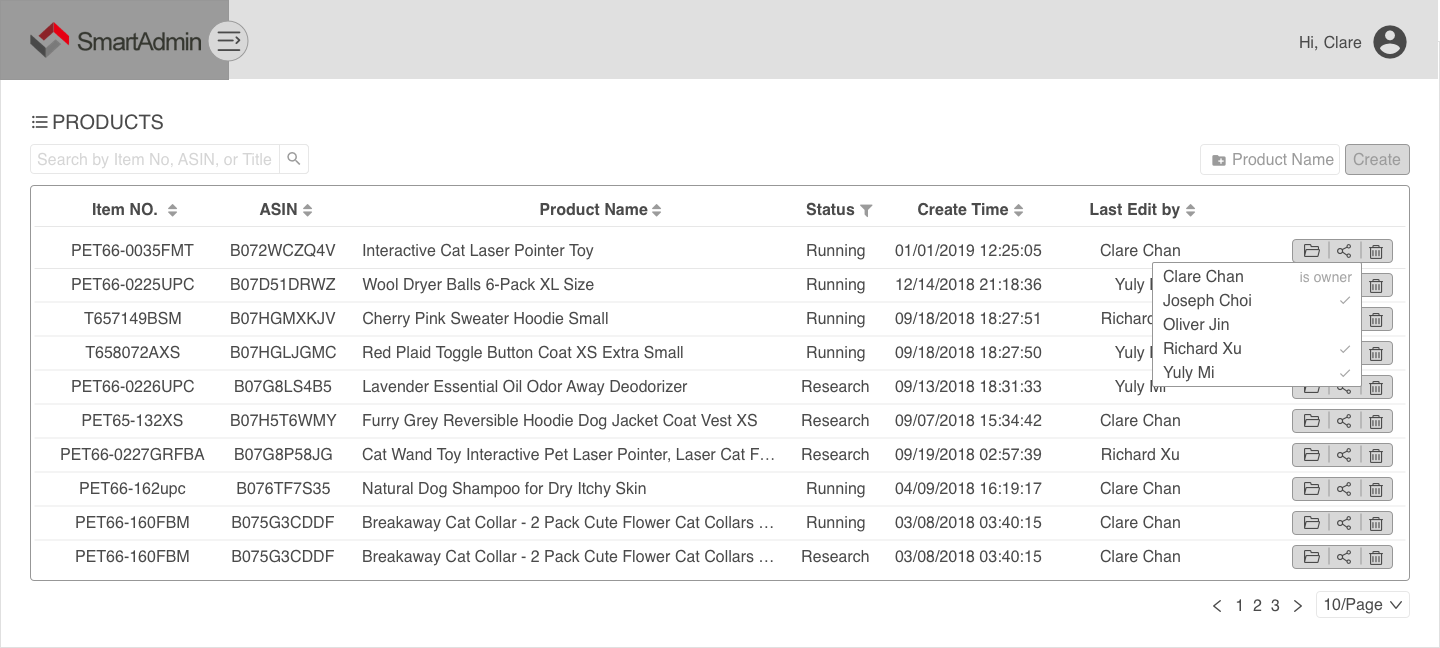 SmartAdmin
Hi, Clare
PRODUCTS
Search by Item No, ASIN, or Title
Product Name Create
Item NO. ASIN Product Name Status Create Time Last Edit by
PET66-0035FMT B072WCZQ4V Interactive Cat Laser Pointer Toy Running 01/01/2019 12:25:05 Clare Chan
PET66-0225UPC B07D51DRWZ Wool Dryer Balls 6-Pack XL Size Running 12/14/2018 21:18:36 Yuly
T657149BSM B07HGMXKJV Cherry Pink Sweater Hoodie Small Running 09/18/2018 18:27:51 Richard
T658072AXS B07HGLJGMC Red Plaid Toggle Button Coat XS Extra Small Running 09/18/2018 18:27:50 Yuly
PET66-0226UPC B07G8LS4B5 Lavender Essential Oil Odor Away Deodorizer Research 09/13/2018 18:31:33 Yuly Mi
PET65-132XS B07H5T6WMY Furry Grey Reversible Hoodie Dog Jacket Coat Vest XS Research 09/07/2018 15:34:42 Clare Chan
PET66-0227GRFBA B07G8P58JG Cat Wand Toy Interactive Pet Laser Pointer, Laser Cat F... Research 09/19/2018 02:57:39 Richard Xu
PET66-162upc B076TF7S35 Natural Dog Shampoo for Dry Itchy Skin Running 04/09/2018 16:19:17 Clare Chan
PET66-160FBM B075G3CDDF Breakaway Cat Collar - 2 Pack Cute Flower Cat Collars ... Running 03/08/2018 03:40:15 Clare Chan
PET66-160FBM B075G3CDDF Breakaway Cat Collar - 2 Pack Cute Flower Cat Collars ... Research 03/08/2018 03:40:15 Clare Chan
Clare Chan is owner
Joseph Choi
Oliver Jin
Richard Xu
Yuly Mi
1 2 3 10/Page